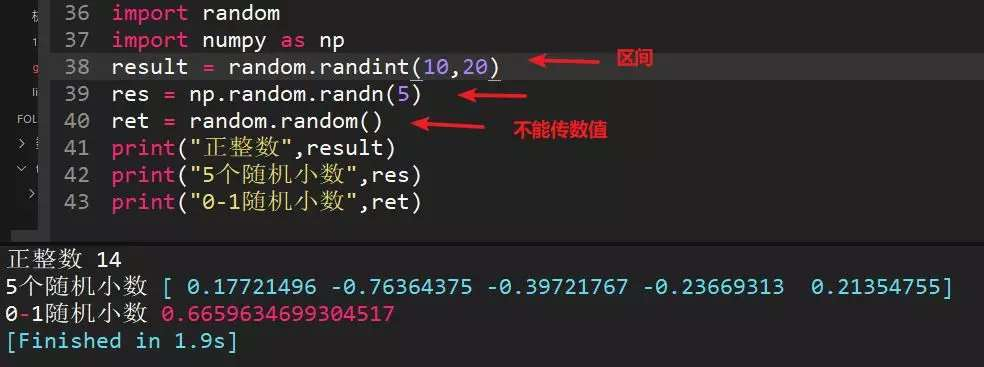 36 import random
37 import numpy as np
38 result = random.randint(10,20)
区间
39 res = np.random.randn(5)
40 ret = random.random()
不能传数值
41 print("正整数",result)
42 print("5个随机小数",res)
43 print("0-1随机小数",ret)
FOL
正整数 14
5个随机小数 [ 0.17721496 -0.76364375 -0.39721767 -0.23669313  0.21354755]
0-1随机小数 0.6659634699304517
[Finished in 1.9s]